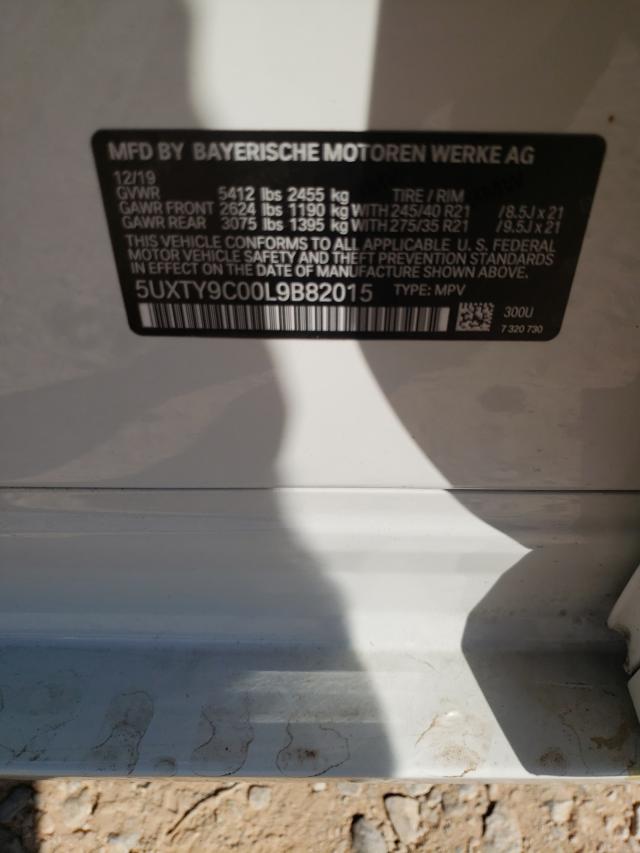 MFD BY BAYERISCHE MOTOREN WERKE AG
12/19
GVWR 5412 lbs 2455 kg TIRE / RIM
GAWR FRONT 2624 lbs 1190 kg WITH 245/40 R21 /8.5J x 21
GAWR REAR 3075 lbs 1395 kg WITH 275/35 R21 /9.5J x 21
THIS VEHICLE CONFORMS TO ALL APPLICABLE U. S. FEDERAL
MOTOR VEHICLE SAFETY AND THEFT PREVENTION STANDARDS
IN EFFECT ON THE DATE OF MANUFACTURE SHOWN ABOVE.
5UXTY9C00L9B82015 TYPE: MPV
300U
7 320 730